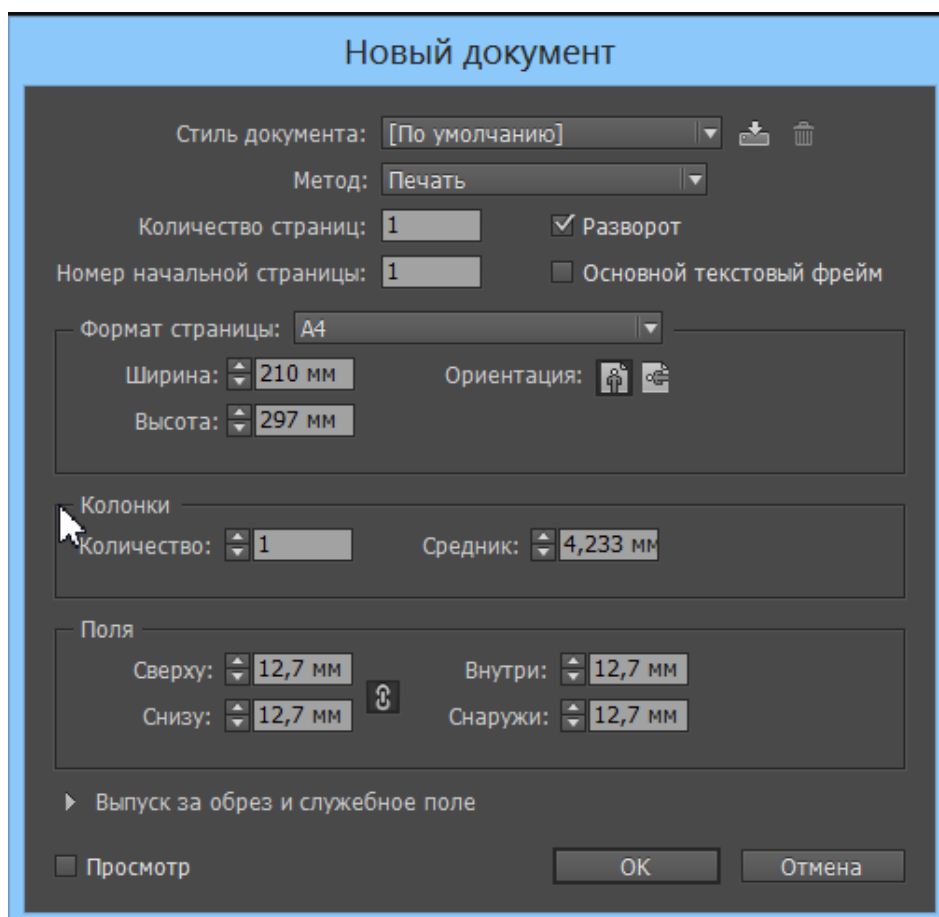 Новый документ
Стиль документа: [По умолчанию]
Метод: Печать
Количество страниц: 1 Разворот
Номер начальной страницы: 1 Основной текстовый фрейм
Формат страницы: A4
Ширина: 210 мм Ориентация:
Высота: 297 мм
Колонки
Количество: 1 Средник: 4,233 мм
Поля
Сверху: 12,7 мм Внутри: 12,7 мм
Снизу: 12,7 мм Снаружи: 12,7 мм
Выпуск за обрез и служебное поле
Просмотр OK Отмена